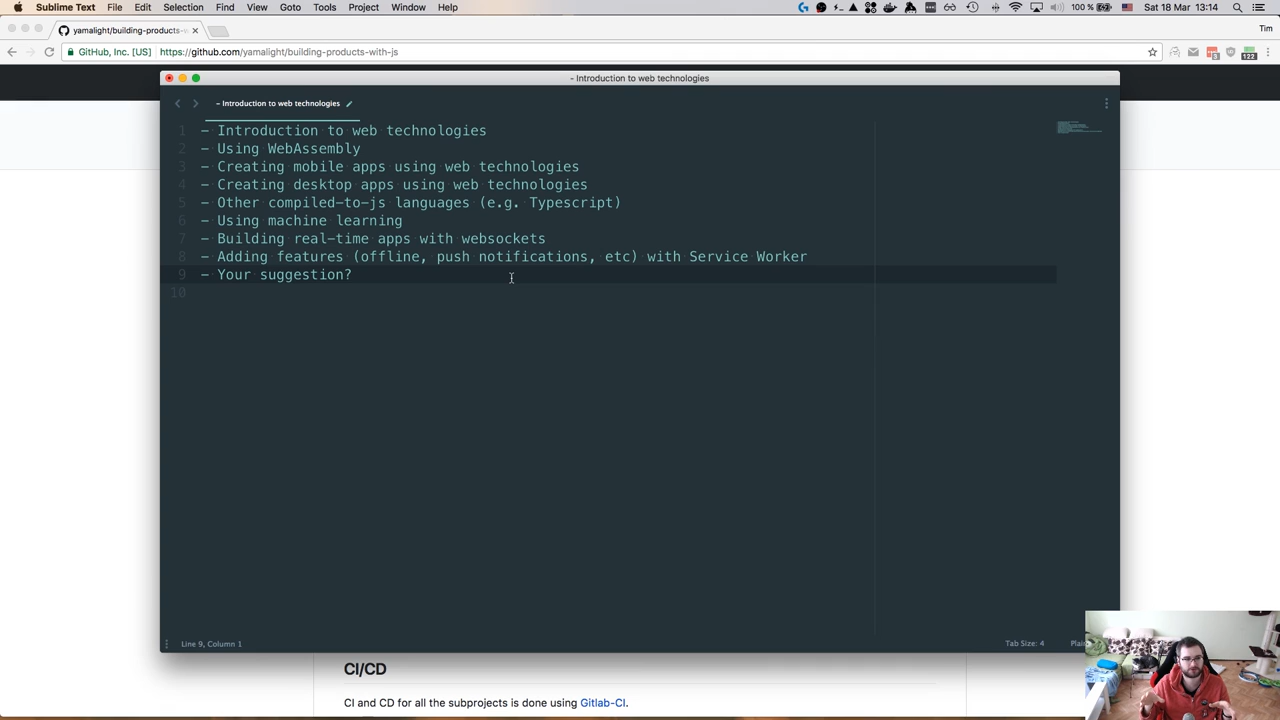 Sublime Text File Edit Selection Find View Goto Tools Project Window Help 100 % Sat 18 Mar 13:14
yamalight/building-products-w Tim
GitHub, Inc. [US] https://github.com/yamalight/building-products-with-js 3 122
- Introduction to web technologies
- Introduction to web technologies
1 - Introduction to web technologies
2 - Using WebAssembly
3 - Creating mobile apps using web technologies
4 - Creating desktop apps using web technologies
5 - Other compiled-to-js languages (e.g. Typescript)
6 - Using machine learning
7 - Building real-time apps with websockets
8 - Adding features (offline, push notifications, etc) with Service Worker
9 - Your suggestion?
10
Line 9, Column 1 Tab Size: 4
CI/CD
CI and CD for all the subprojects is done using Gitlab-CI.